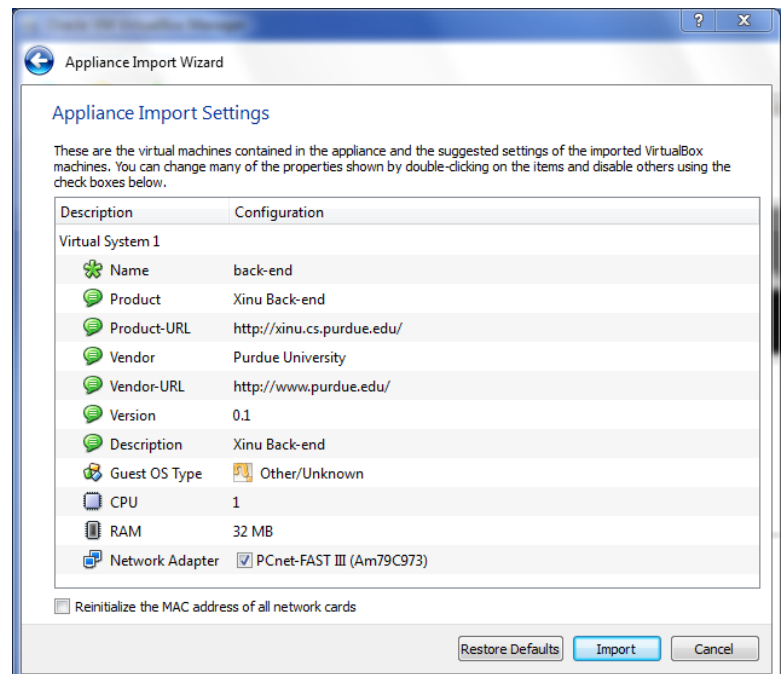 Oracle VM VirtualBox Manager
?
X
Appliance Import Wizard
Appliance Import Settings
These are the virtual machines contained in the appliance and the suggested settings of the imported VirtualBox
machines. You can change many of the properties shown by double-clicking on the items and disable others using the
check boxes below.
Description Configuration
Virtual System 1
Name back-end
Product Xinu Back-end
Product-URL http://xinu.cs.purdue.edu/
Vendor Purdue University
Vendor-URL http://www.purdue.edu/
Version 0.1
Description Xinu Back-end
Guest OS Type Other/Unknown
CPU 1
RAM 32 MB
Network Adapter PCnet-FAST III (Am79C973)
Reinitialize the MAC address of all network cards
Restore Defaults Import Cancel